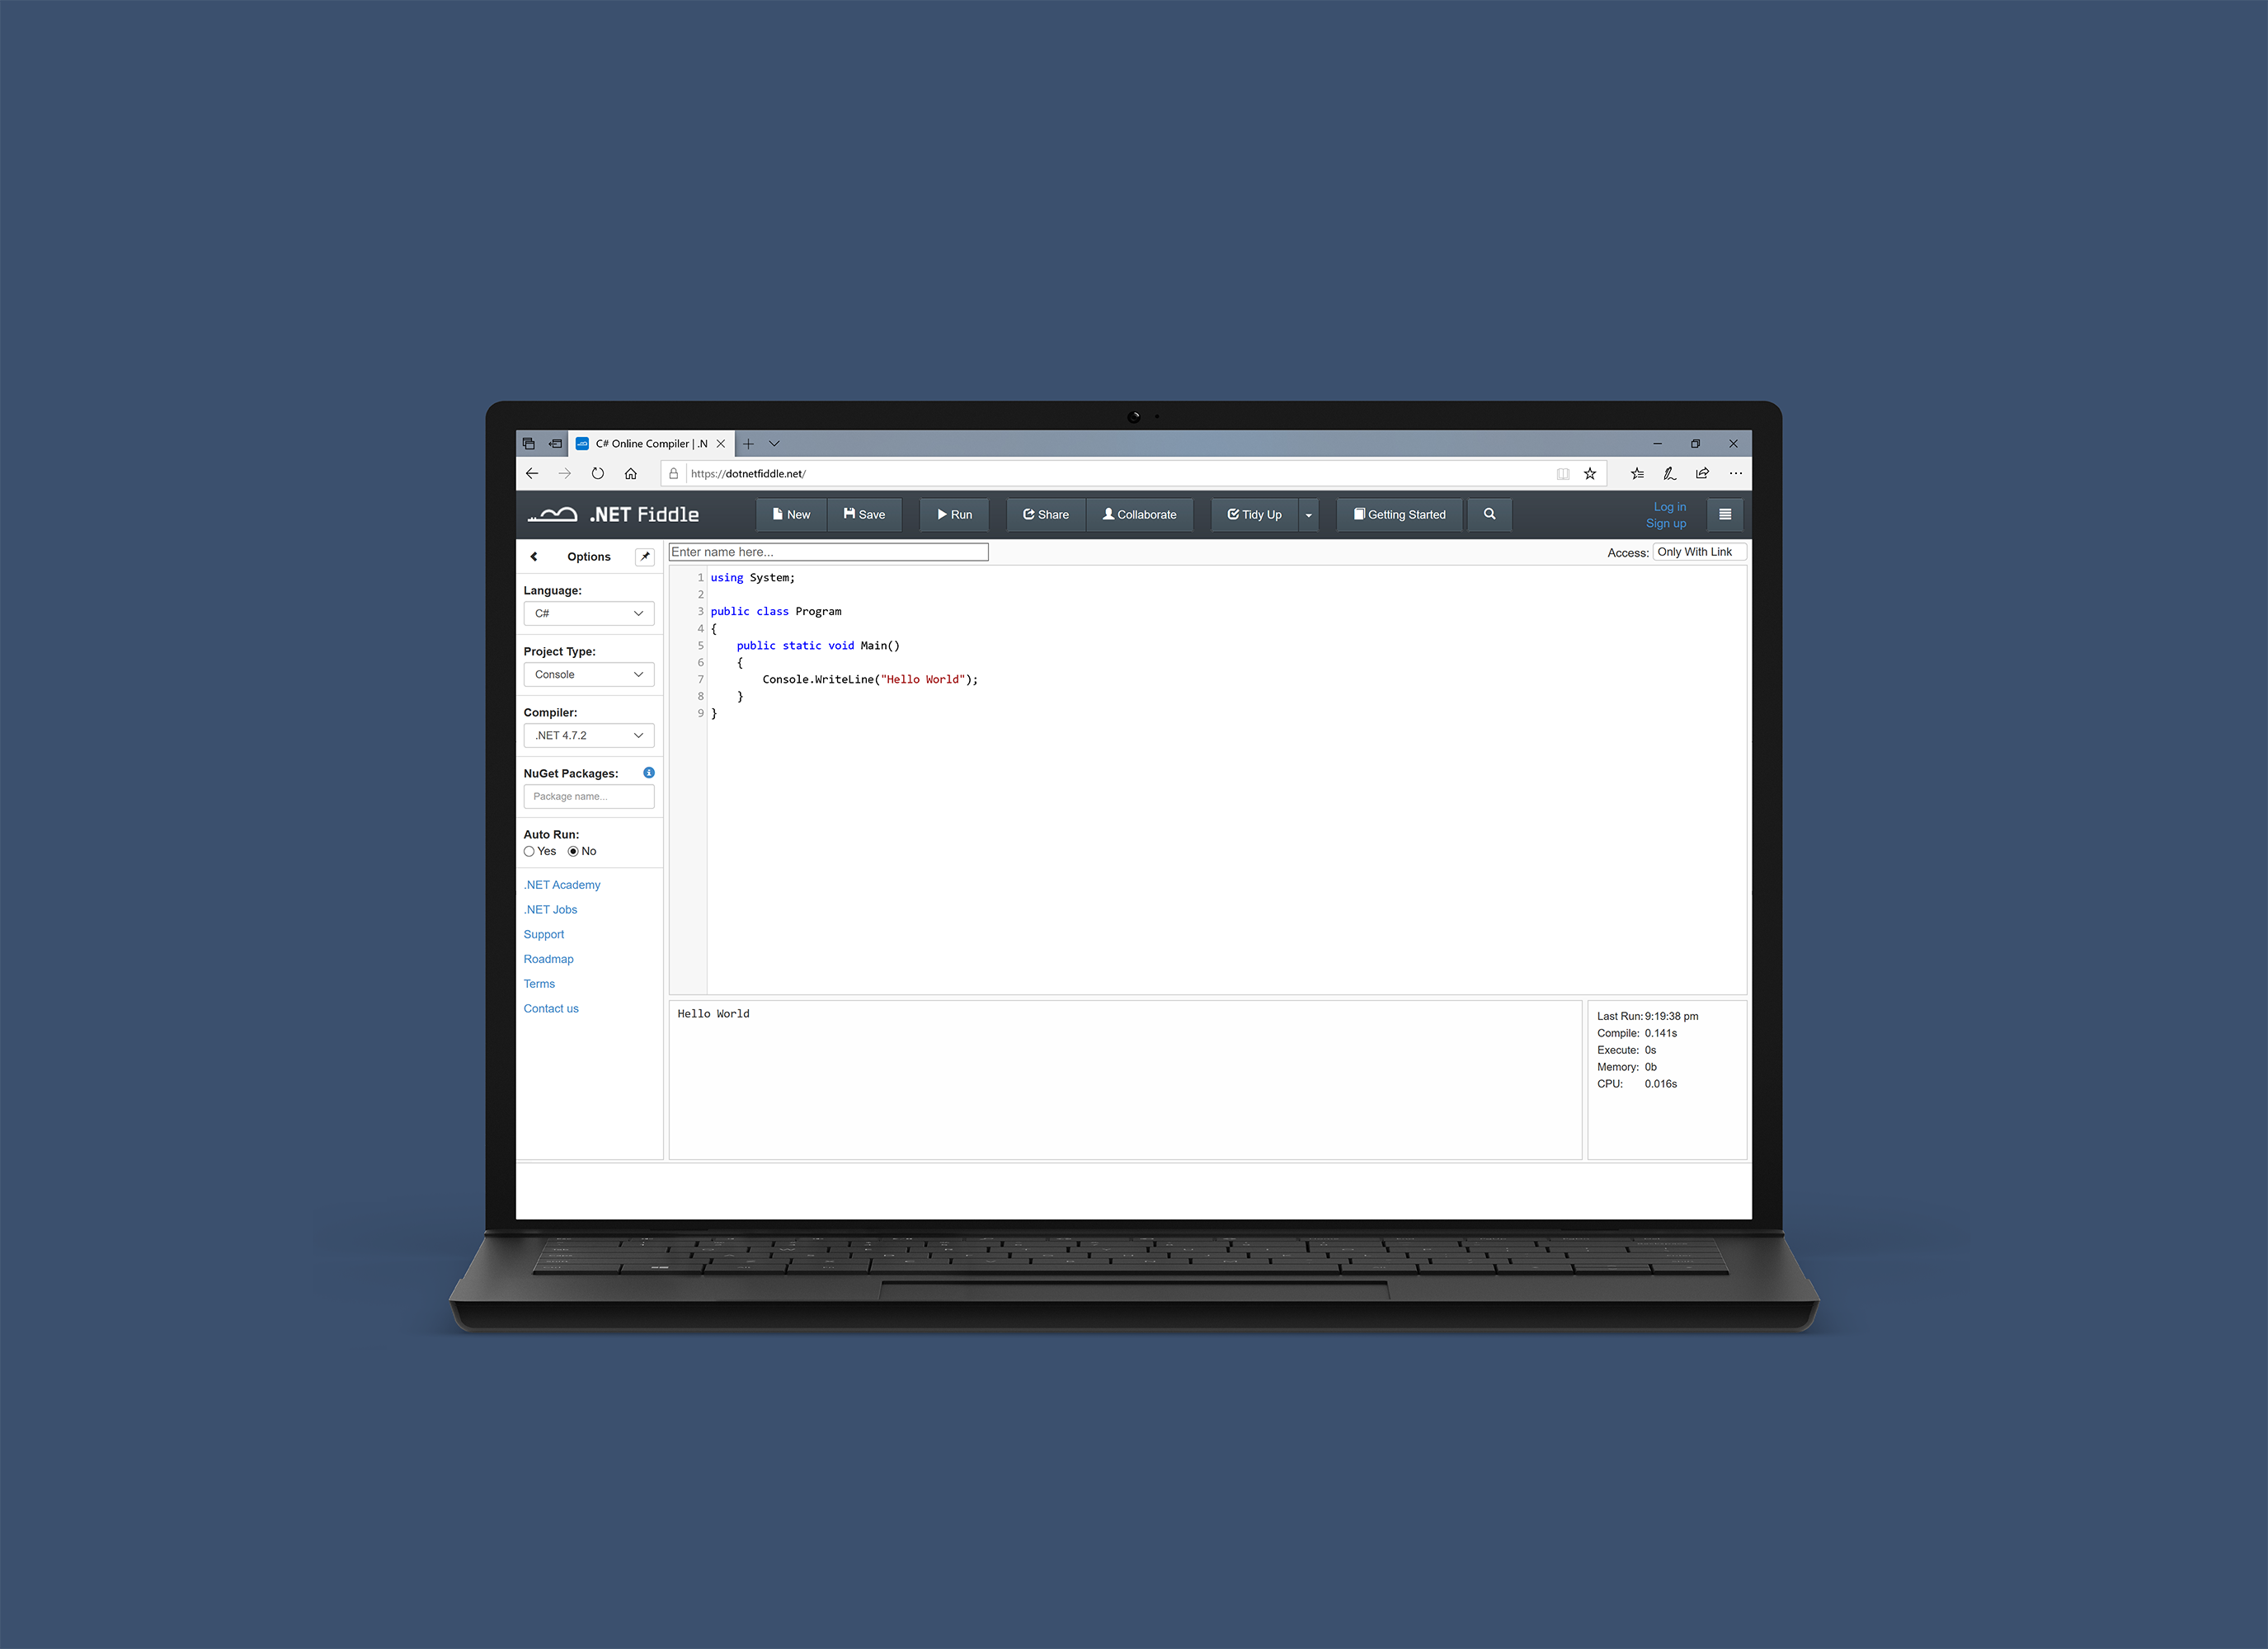 C# Online Compiler | .N
https://dotnetfiddle.net/
.NET Fiddle
New
Save
Run
Share
Collaborate
Tidy Up
Getting Started
Log in
Sign up
Options
Enter name here...
Access: Only With Link
Language:
C#
Project Type:
Console
Compiler:
.NET 4.7.2
NuGet Packages:
Package name...
Auto Run:
Yes No
.NET Academy
.NET Jobs
Support
Roadmap
Terms
Contact us
1 using System;
2
3 public class Program
4 {
5 public static void Main()
6 {
7 Console.WriteLine("Hello World");
8 }
9 }
Hello World
Last Run: 9:19:38 pm
Compile: 0.141s
Execute: 0s
Memory: 0b
CPU: 0.016s